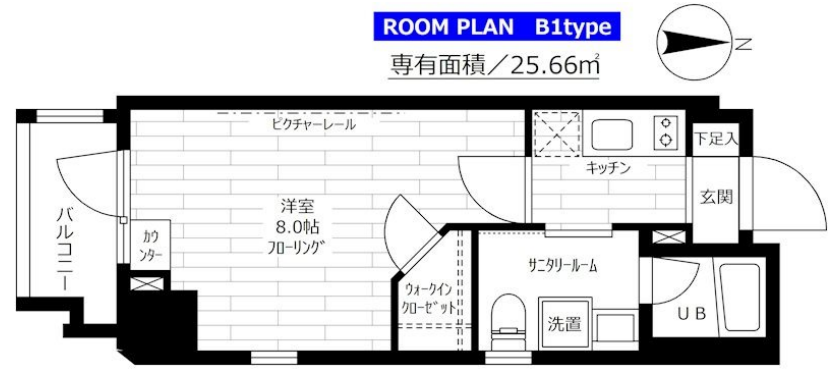 ROOM PLAN B1type
専有面積／25.66㎡
N
ピクチャーレール
下足入
キッチン
玄関
洋室
8.0帖
フローリング
バルコニー
カウ
ンター
サニタリールーム
ウォークイン
クローゼット
洗置
UB